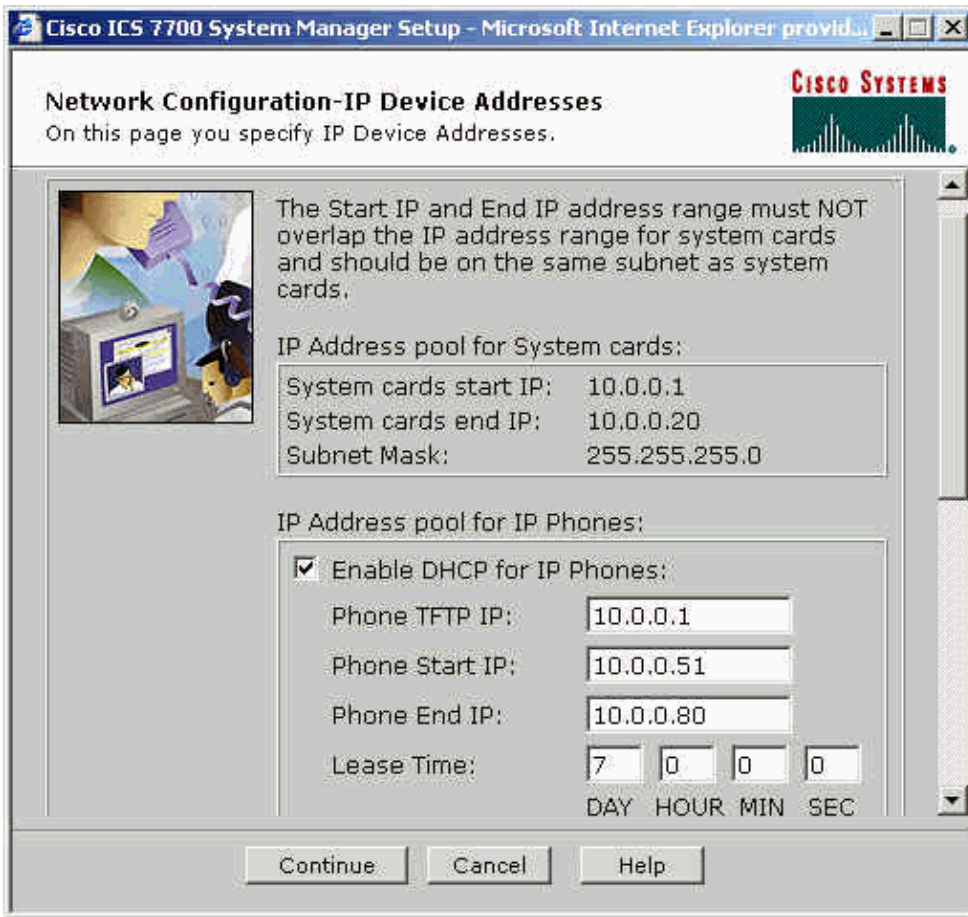 Cisco ICS 7700 System Manager Setup - Microsoft Internet Explorer provid...
Network Configuration-IP Device Addresses
On this page you specify IP Device Addresses.
CISCO SYSTEMS
The Start IP and End IP address range must NOT
overlap the IP address range for system cards
and should be on the same subnet as system
cards.
IP Address pool for System cards:
System cards start IP: 10.0.0.1
System cards end IP: 10.0.0.20
Subnet Mask: 255.255.255.0
IP Address pool for IP Phones:
Enable DHCP for IP Phones:
Phone TFTP IP: 10.0.0.1
Phone Start IP: 10.0.0.51
Phone End IP: 10.0.0.80
Lease Time: 7 0 0 0
DAY HOUR MIN SEC
Continue Cancel Help